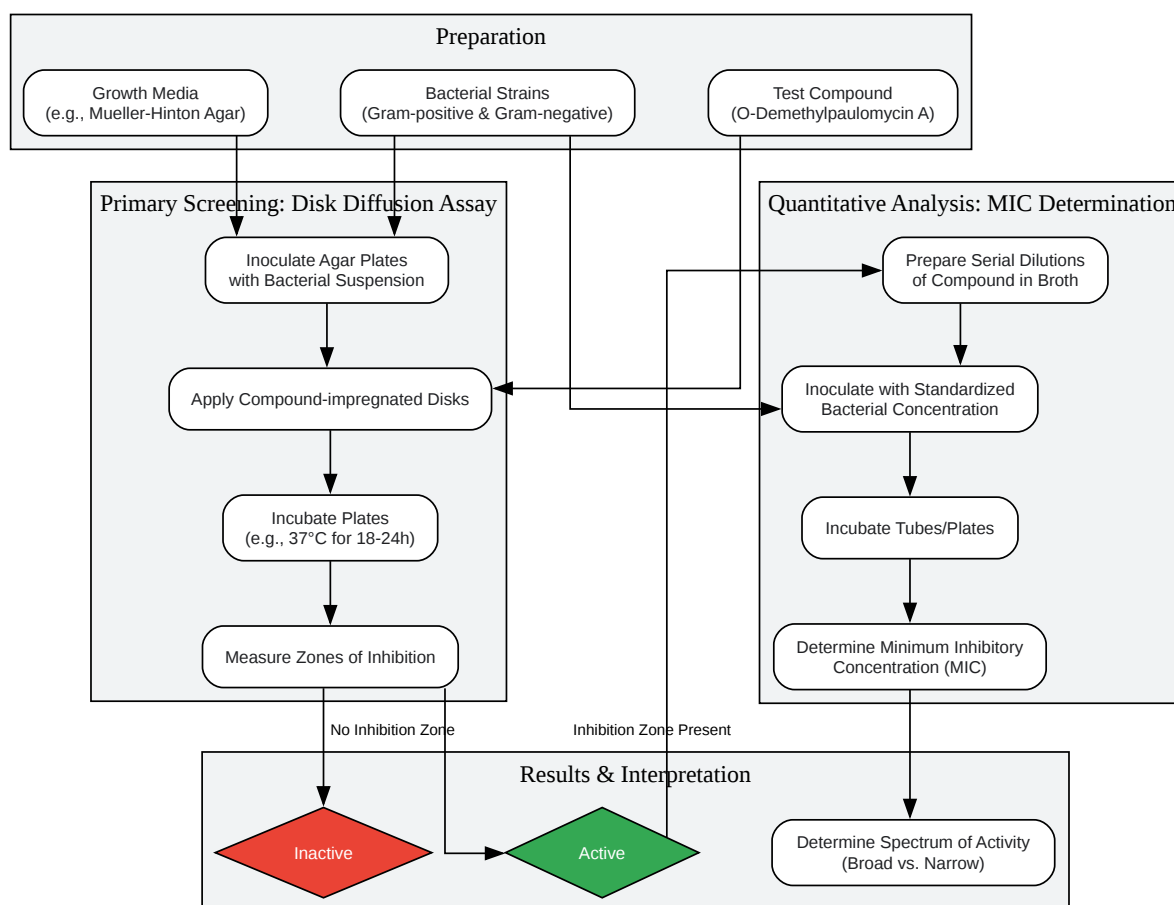 Preparation
Growth Media
(e.g., Mueller-Hinton Agar)
Bacterial Strains
(Gram-positive & Gram-negative)
Test Compound
(O-Demethylpaulomycin A)
Primary Screening: Disk Diffusion Assay
Inoculate Agar Plates
with Bacterial Suspension
Apply Compound-impregnated Disks
Incubate Plates
(e.g., 37°C for 18-24h)
Measure Zones of Inhibition
Quantitative Analysis: MIC Determination
Prepare Serial Dilutions
of Compound in Broth
Inoculate with Standardized
Bacterial Concentration
Incubate Tubes/Plates
Determine Minimum Inhibitory
Concentration (MIC)
No Inhibition Zone
Inhibition Zone Present
Results & Interpretation
Inactive
Active
Determine Spectrum of Activity
(Broad vs. Narrow)